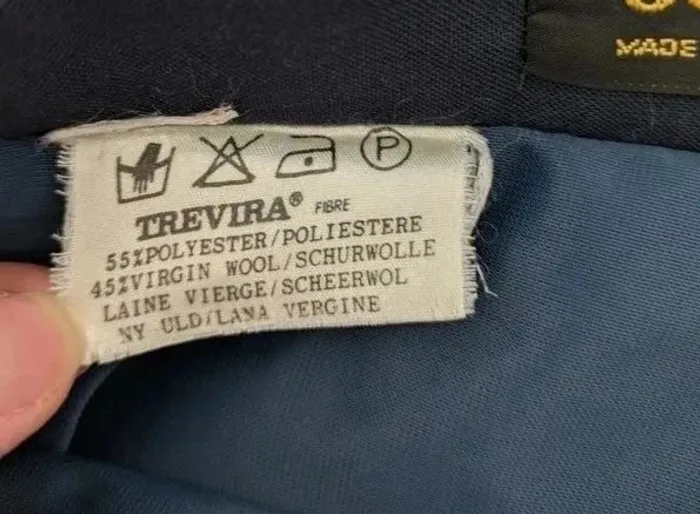 MADE
P
TREVIRA® FIBRE
55%POLYESTER/POLIESTERE
45%VIRGIN WOOL/SCHURWOLLE
LAINE VIERGE/SCHEERWOL
NY ULD/LANA VERGINE